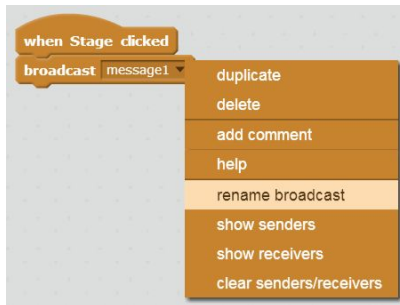 when Stage clicked
broadcast message1
duplicate
delete
add comment
help
rename broadcast
show senders
show receivers
clear senders/receivers